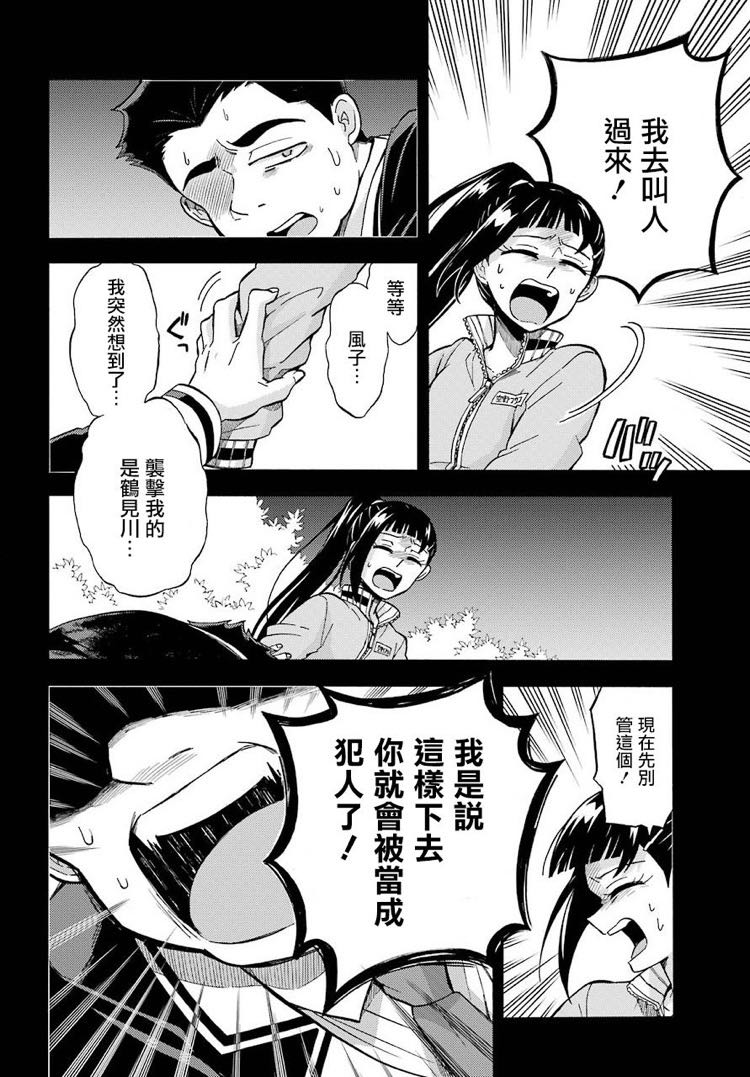 我去叫人
過來！
等等
風子…
我突然想到了…
襲擊我的
是鶴見川…
現在先別
管這個！
我是說
這樣下去
你就會被當成
犯人了！